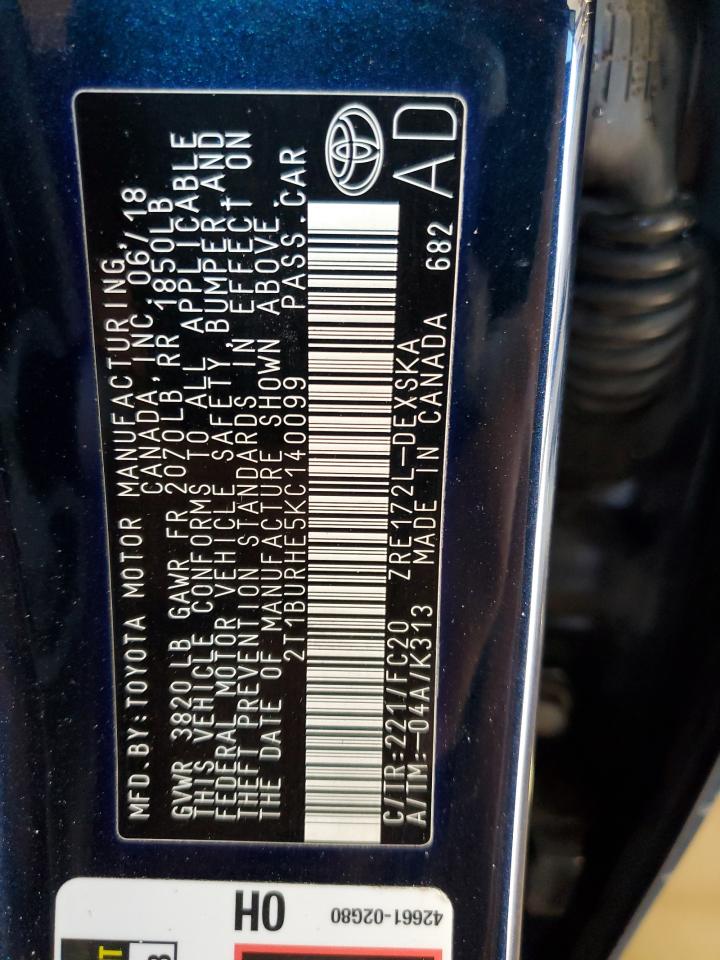 MFD. BY: TOYOTA MOTOR MANUFACTURING,
CANADA, INC. 06/18
GVWR 3820 LB GAWR FR 2070LB RR 1850LB
THIS VEHICLE CONFORMS TO ALL APPLICABLE
FEDERAL MOTOR VEHICLE SAFETY, BUMPER, AND
THEFT PREVENTION STANDARDS IN EFFECT ON
THE DATE OF MANUFACTURE SHOWN ABOVE.
2T1BURHE5KC140099 PASS. CAR
C/TR:221/FC20 ZRE172L-DEXSKA
A/TM:-04A/K313 MADE IN CANADA 682
AD
OH
42661-02G80